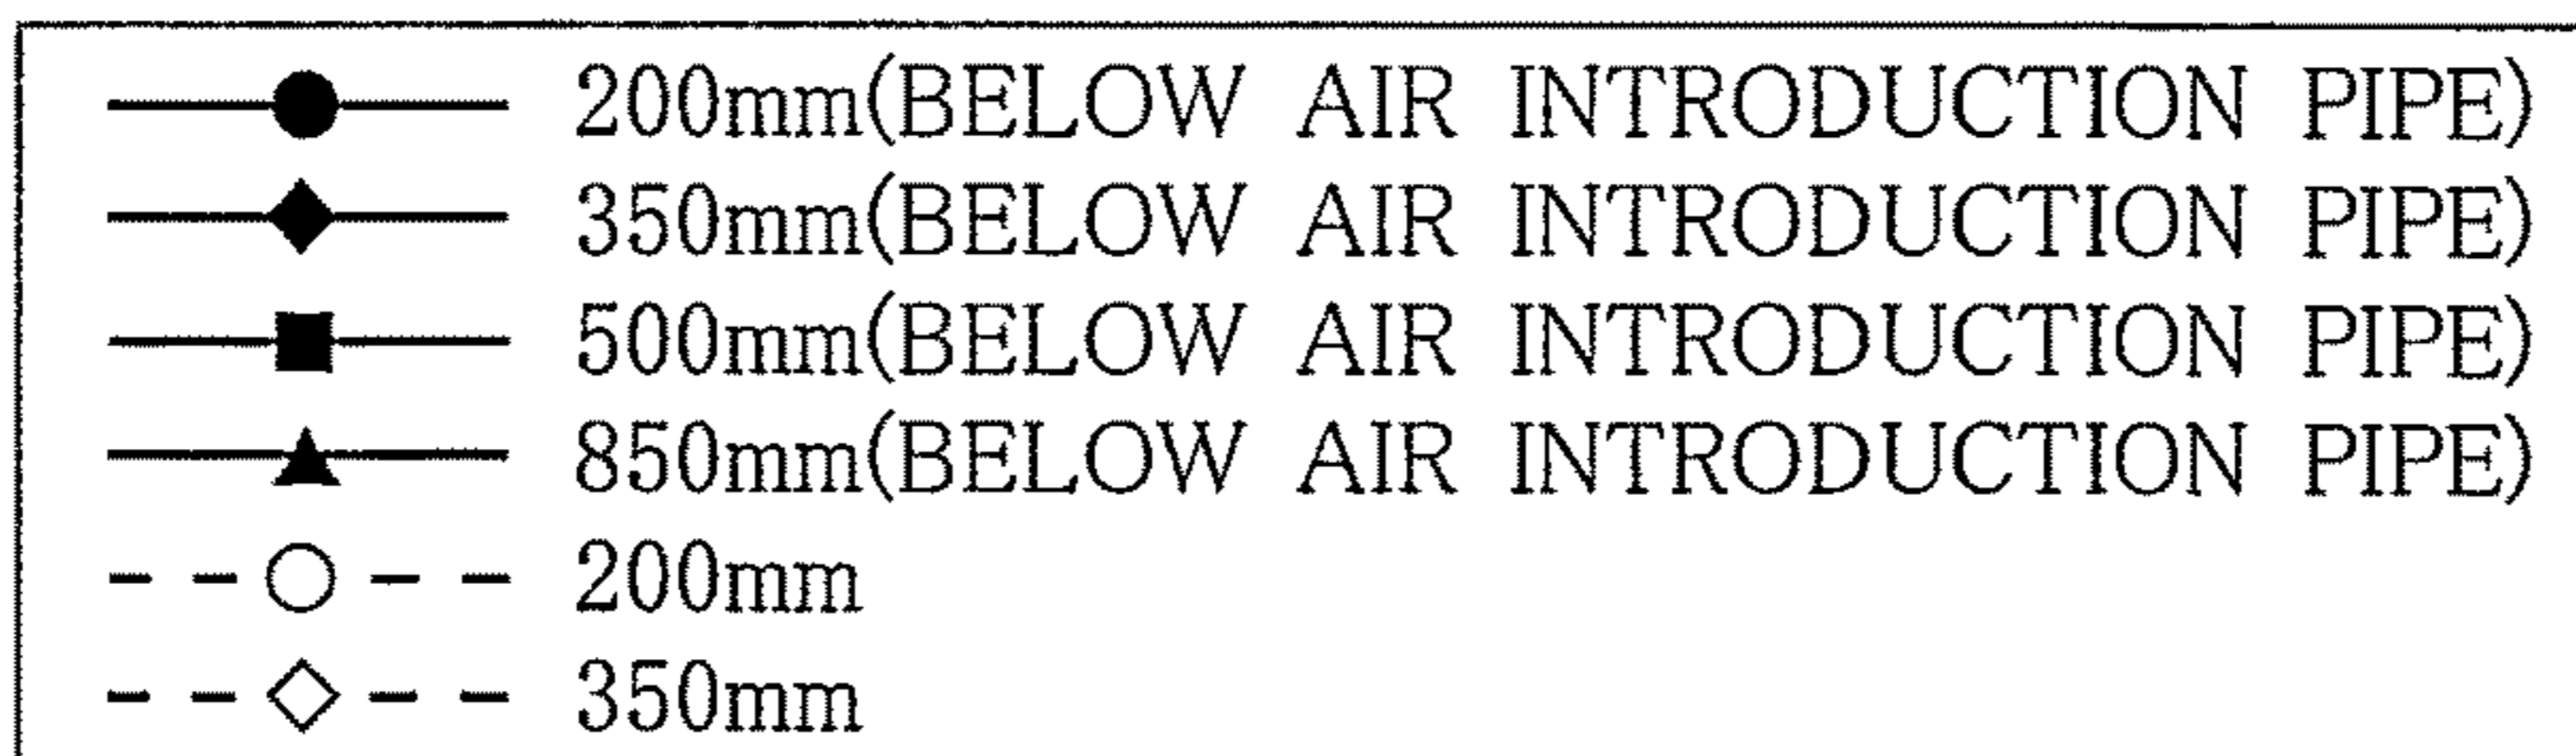 200mm(BELOW AIR INTRODUCTION PIPE)
350mm(BELOW AIR INTRODUCTION PIPE)
500mm(BELOW AIR INTRODUCTION PIPE)
850mm(BELOW AIR INTRODUCTION PIPE)
200mm
350mm